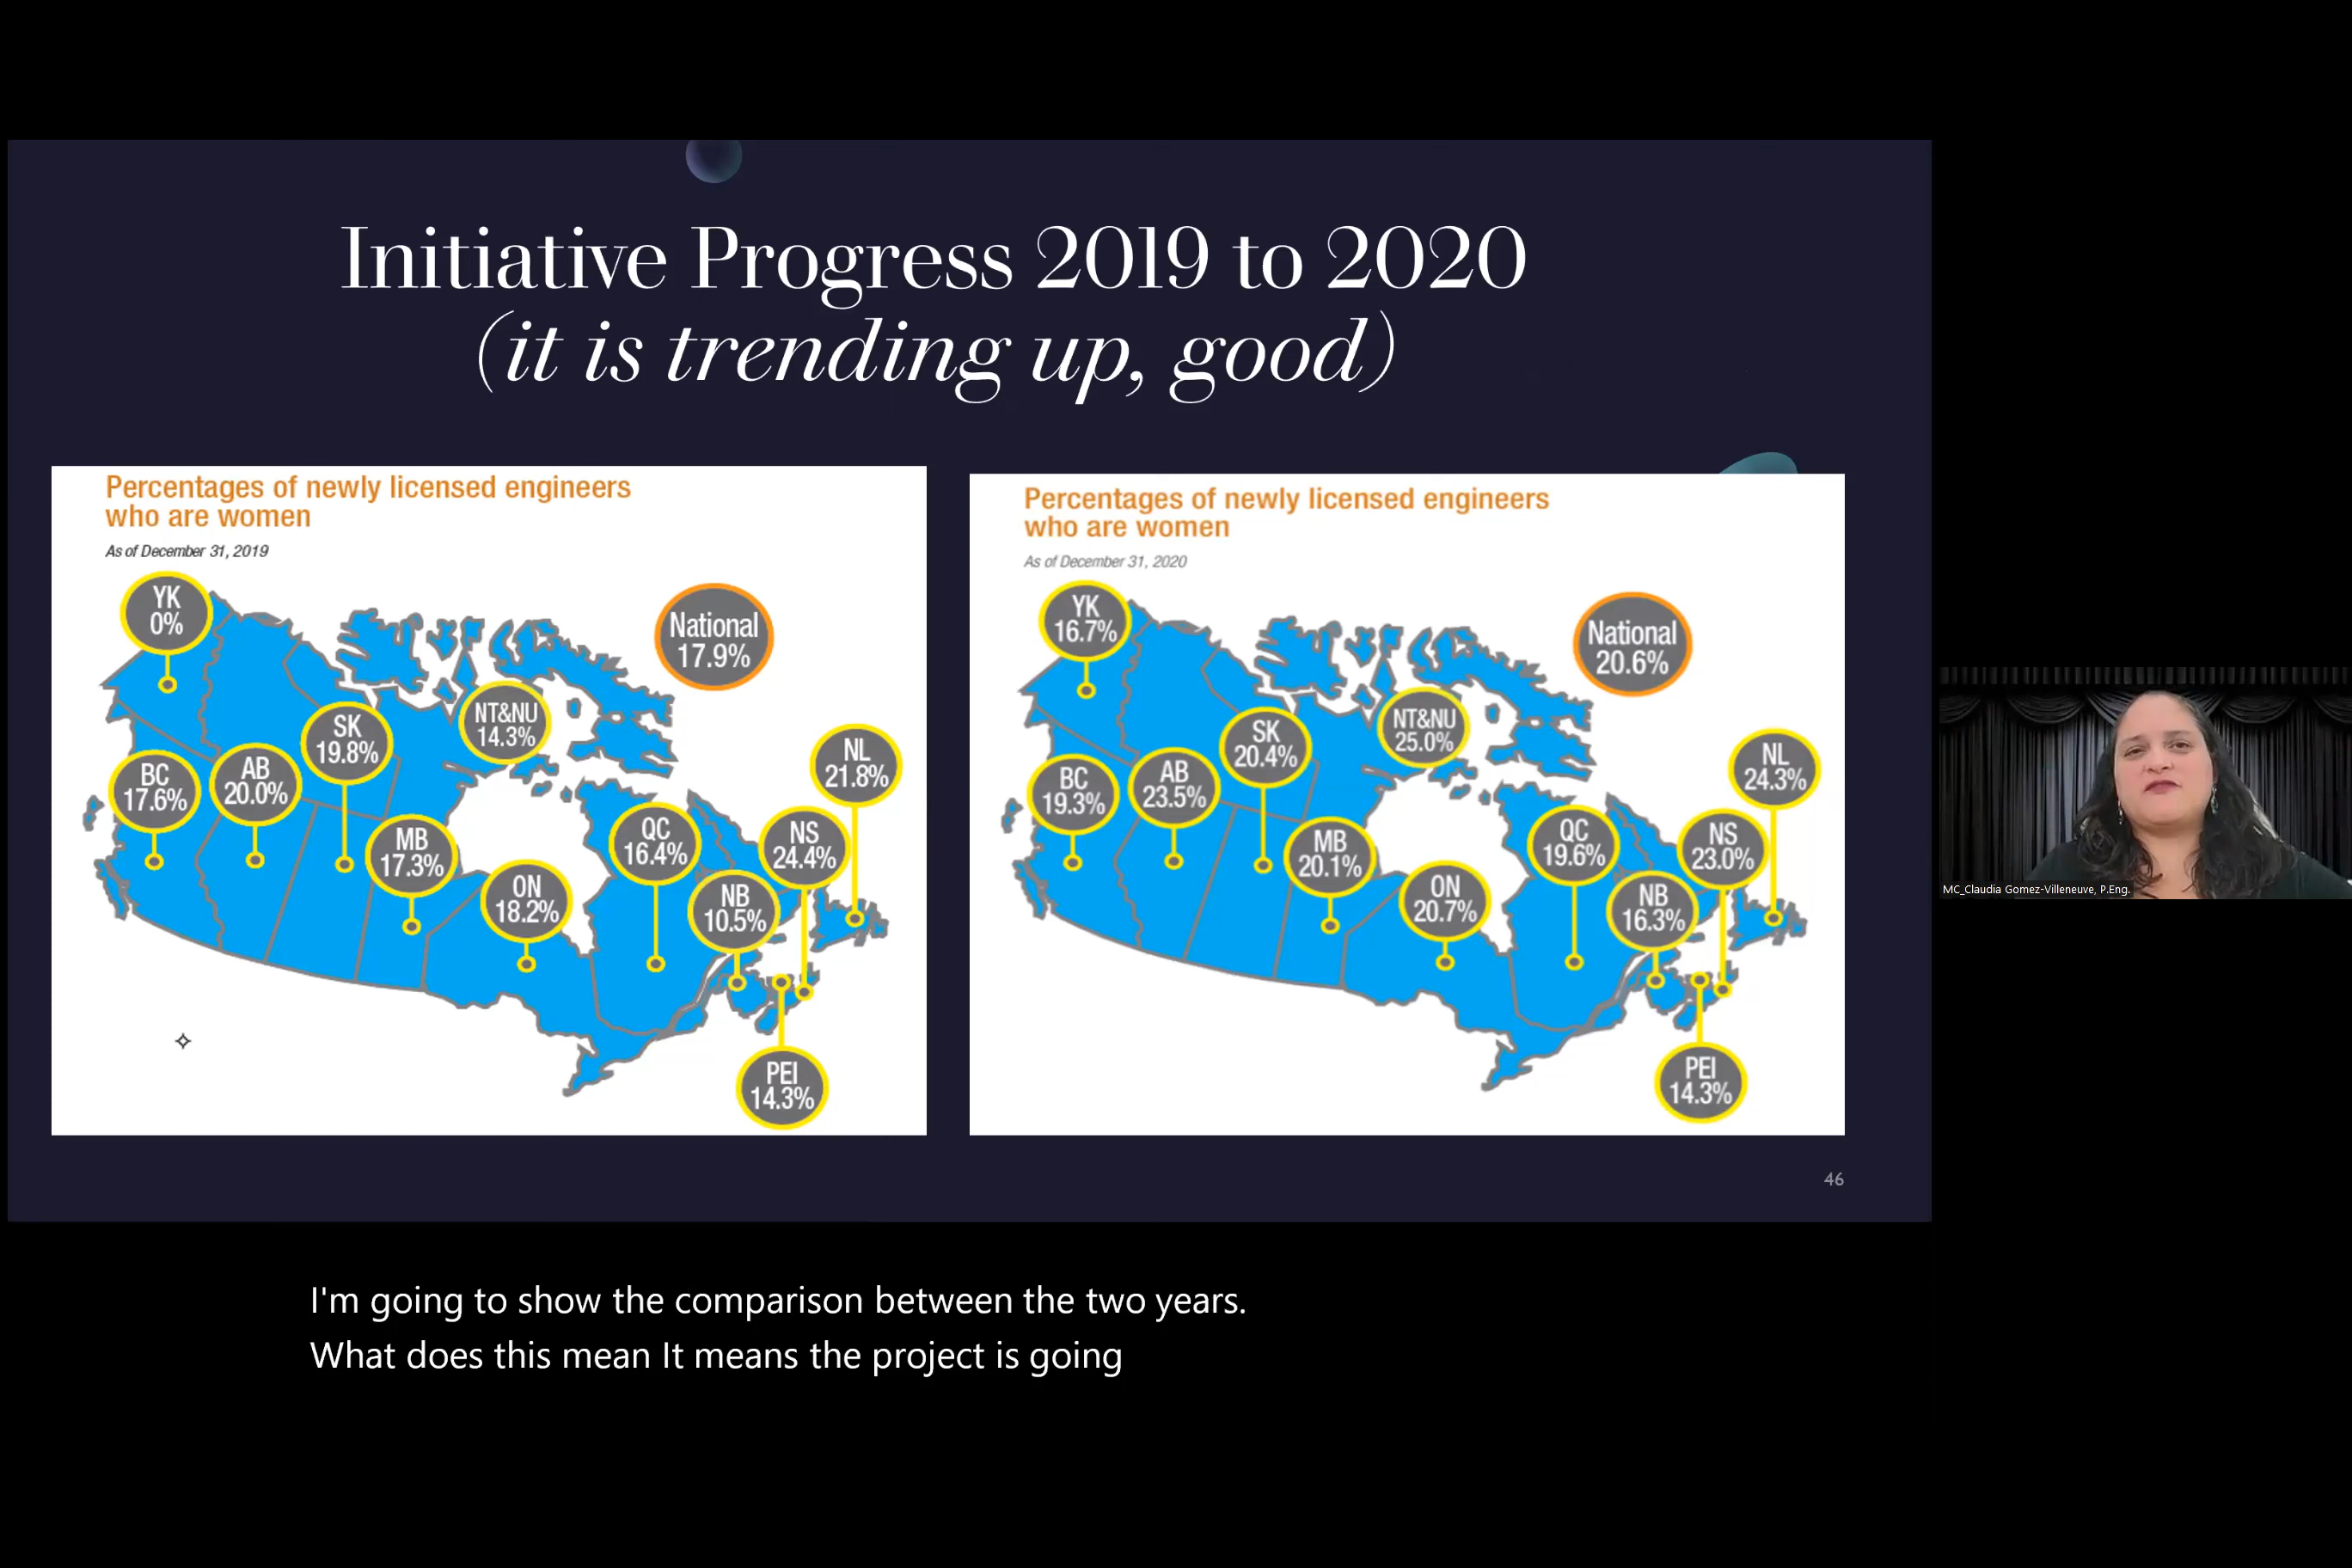 Initiative Progress 2019 to 2020
(it is trending up, good)
Percentages of newly licensed engineers
who are women
As of December 31, 2019
YK
0%
National
17.9%
SK
19.8%
NT&NU
14.3%
NL
21.8%
BC
17.6%
AB
20.0%
MB
17.3%
QC
16.4%
NS
24.4%
ON
18.2%
NB
10.5%
PEI
14.3%
Percentages of newly licensed engineers
who are women
As of December 31, 2020
YK
16.7%
National
20.6%
SK
20.4%
NT&NU
25.0%
NL
24.3%
BC
19.3%
AB
23.5%
MB
20.1%
QC
19.6%
NS
23.0%
ON
20.7%
NB
16.3%
PEI
14.3%
46
MC_Claudia Gomez-Villeneuve, P.Eng.
I'm going to show the comparison between the two years.
What does this mean It means the project is going